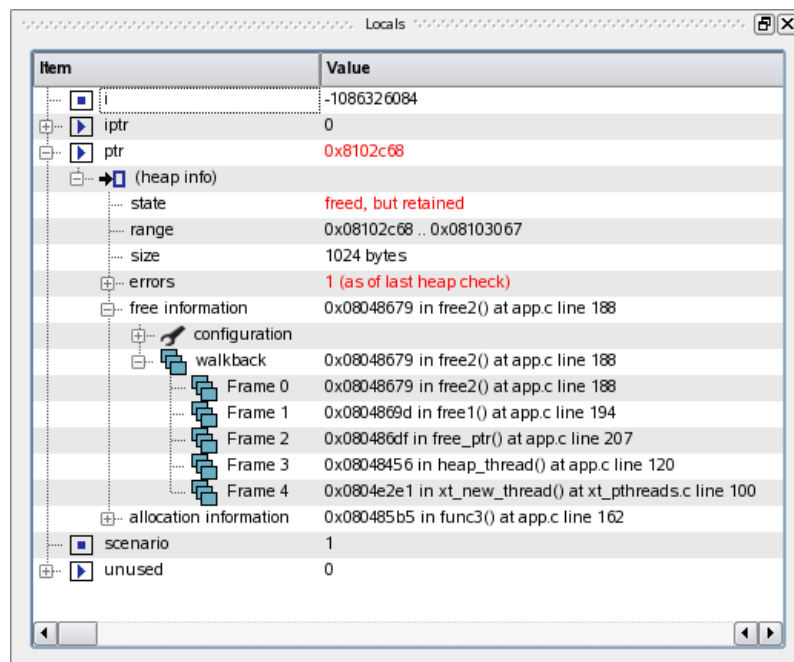 Locals
Item Value
i -1086326084
iptr 0
ptr 0x8102c68
(heap info)
state freed, but retained
range 0x08102c68 .. 0x08103067
size 1024 bytes
errors 1 (as of last heap check)
free information 0x08048679 in free2() at app.c line 188
configuration
walkback 0x08048679 in free2() at app.c line 188
Frame 0 0x08048679 in free2() at app.c line 188
Frame 1 0x0804869d in free1() at app.c line 194
Frame 2 0x080486df in free_ptr() at app.c line 207
Frame 3 0x08048456 in heap_thread() at app.c line 120
Frame 4 0x0804e2e1 in xt_new_thread() at xt_pthreads.c line 100
allocation information 0x080485b5 in func3() at app.c line 162
scenario 1
unused 0